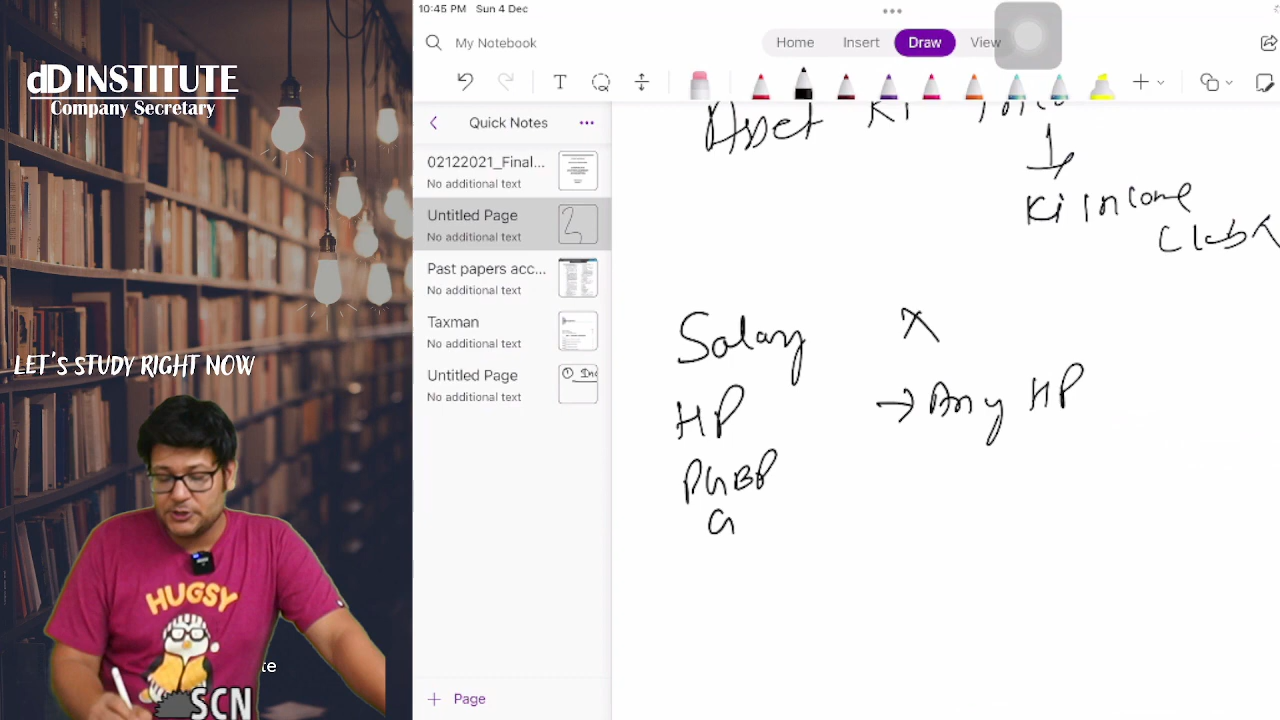 10:45 PM Sun 4 Dec
My Notebook
Home Insert Draw View
T
Quick Notes
02122021_Final...
No additional text
Untitled Page
No additional text
Past papers acc...
No additional text
Taxman
No additional text
Untitled Page
No additional text
Page
dD INSTITUTE
Company Secretary
LET'S STUDY RIGHT NOW
HUGSY
te
SCN
Asset Ki
Ki Income
Salary X
HP → Any HP
PGBP
G